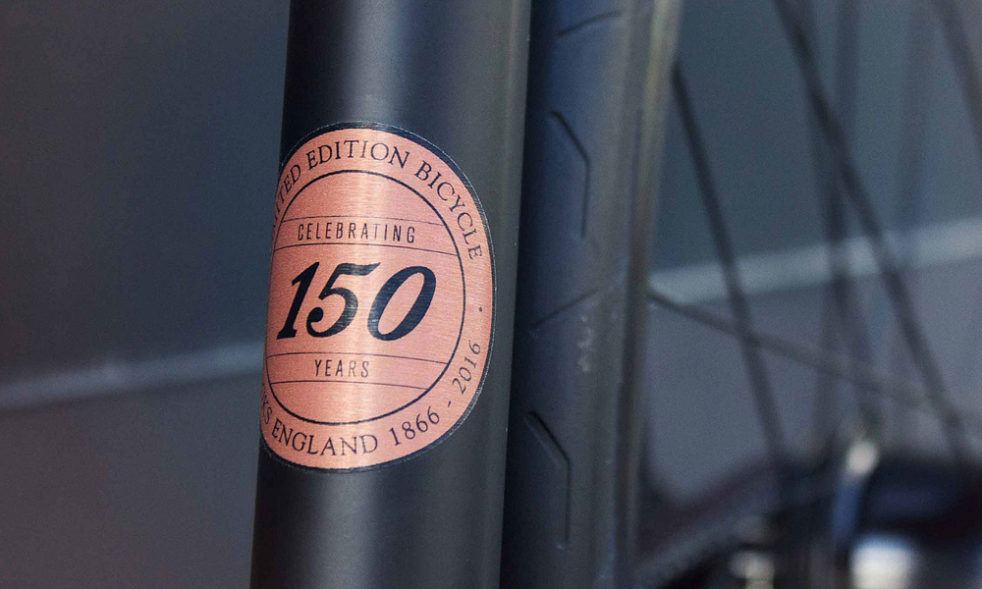 EDITION BICYCLE
CELEBRATING
150
YEARS
ENGLAND 1866 - 2016 ·